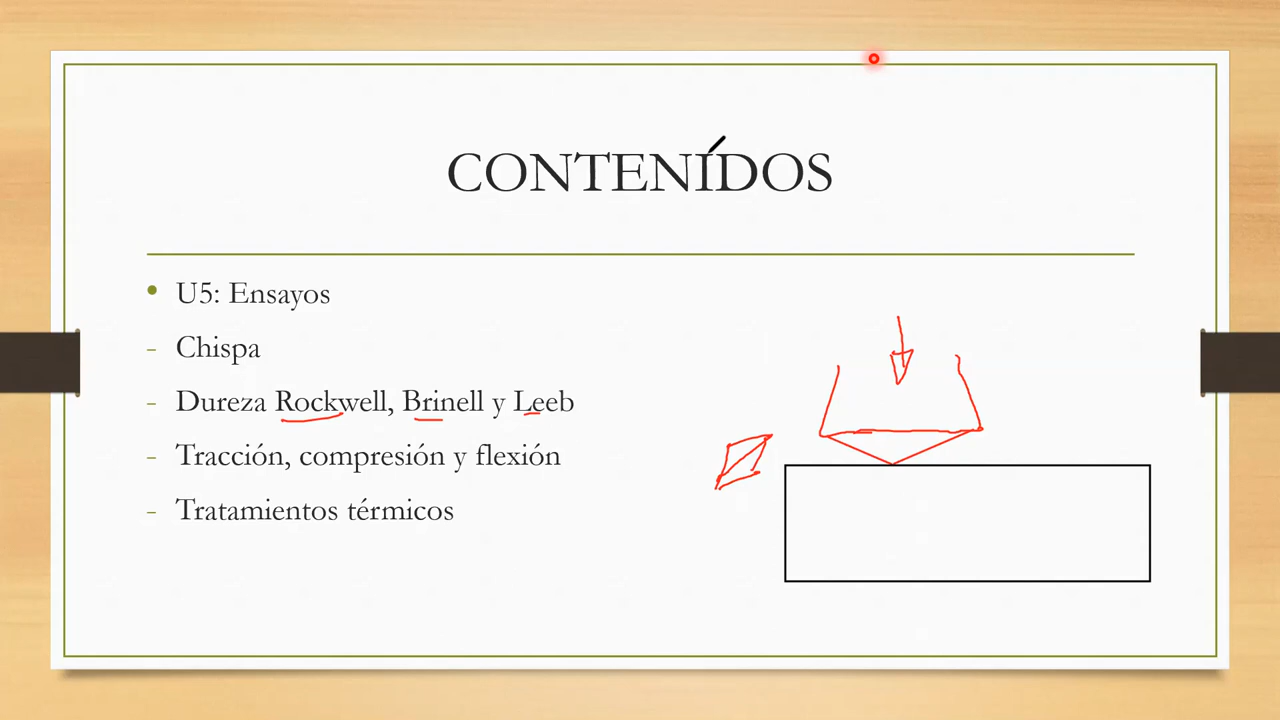 CONTENÍDOS
• U5: Ensayos
- Chispa
- Dureza Rockwell, Brinell y Leeb
- Tracción, compresión y flexión
- Tratamientos térmicos